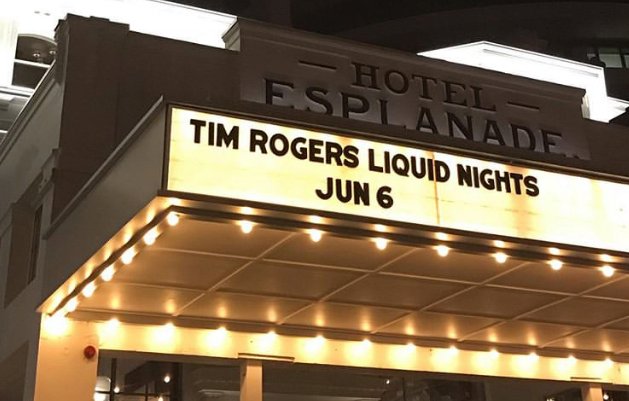 HOTEL
ESPLANADE
TIM ROGERS LIQUID NIGHTS
JUN 6